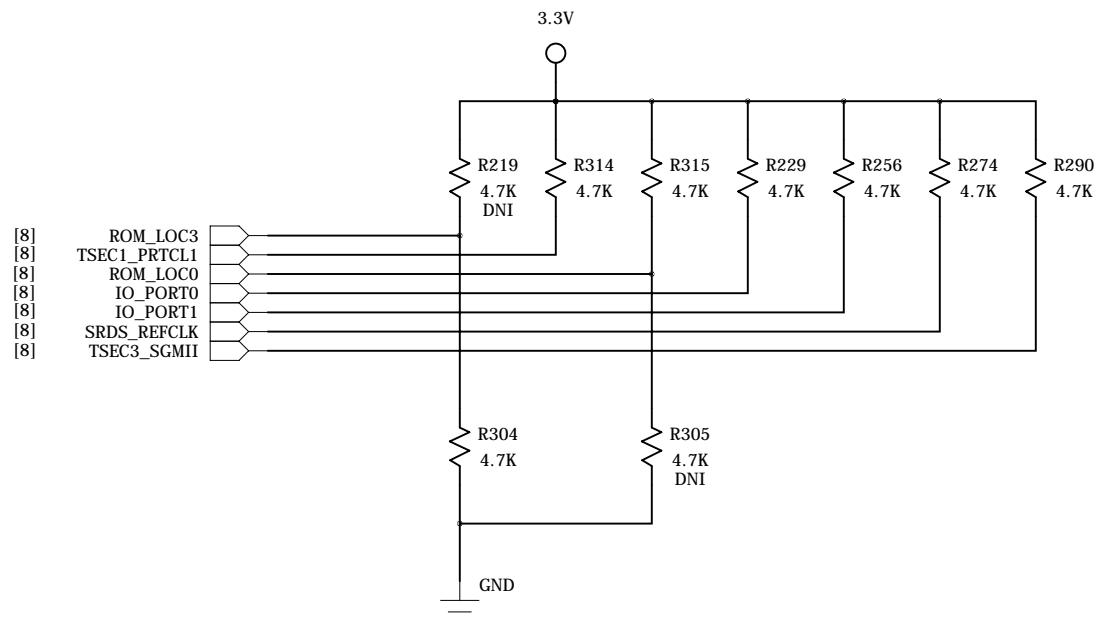 3.3V
R219
4.7K
DNI
R314
4.7K
R315
4.7K
R229
4.7K
R256
4.7K
R274
4.7K
R290
4.7K
[8] ROM_LOC3
[8] TSEC1_PRTCL1
[8] ROM_LOC0
[8] IO_PORT0
[8] IO_PORT1
[8] SRDS_REFCLK
[8] TSEC3_SGMII
R304
4.7K
R305
4.7K
DNI
GND